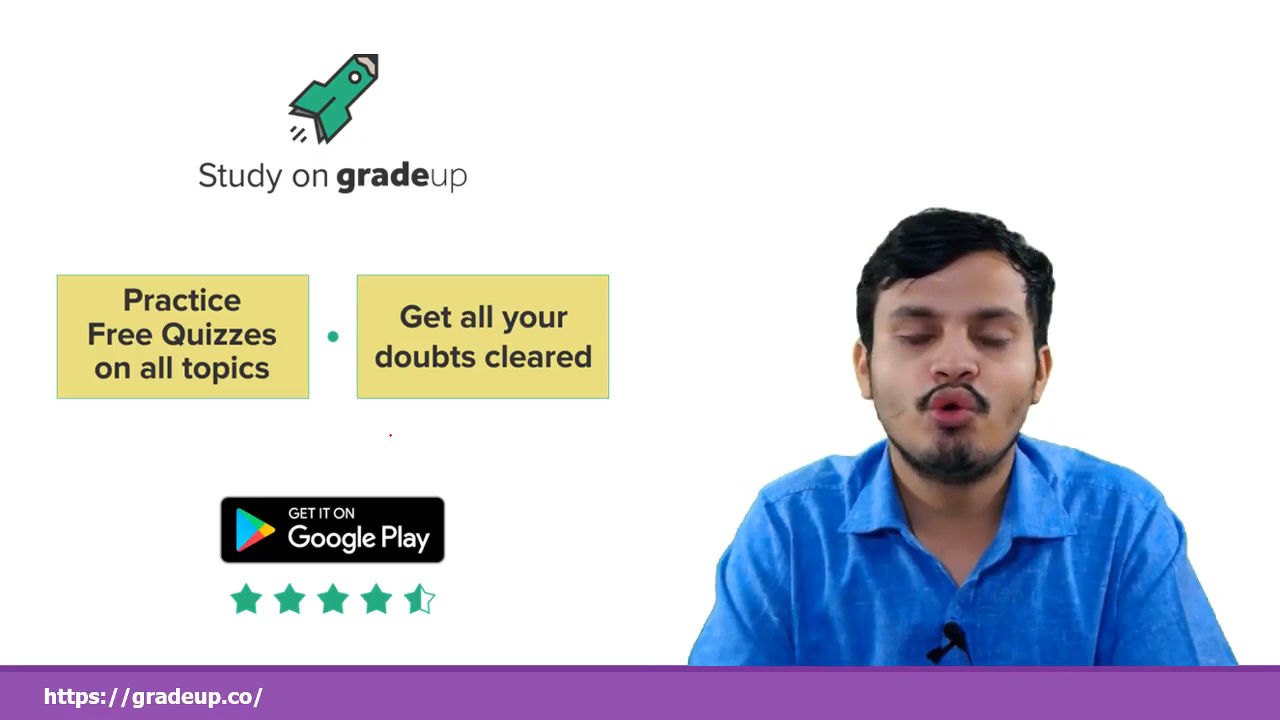 Study on gradeup
Practice
Free Quizzes
on all topics
Get all your
doubts cleared
GET IT ON
Google Play
https://gradeup.co/